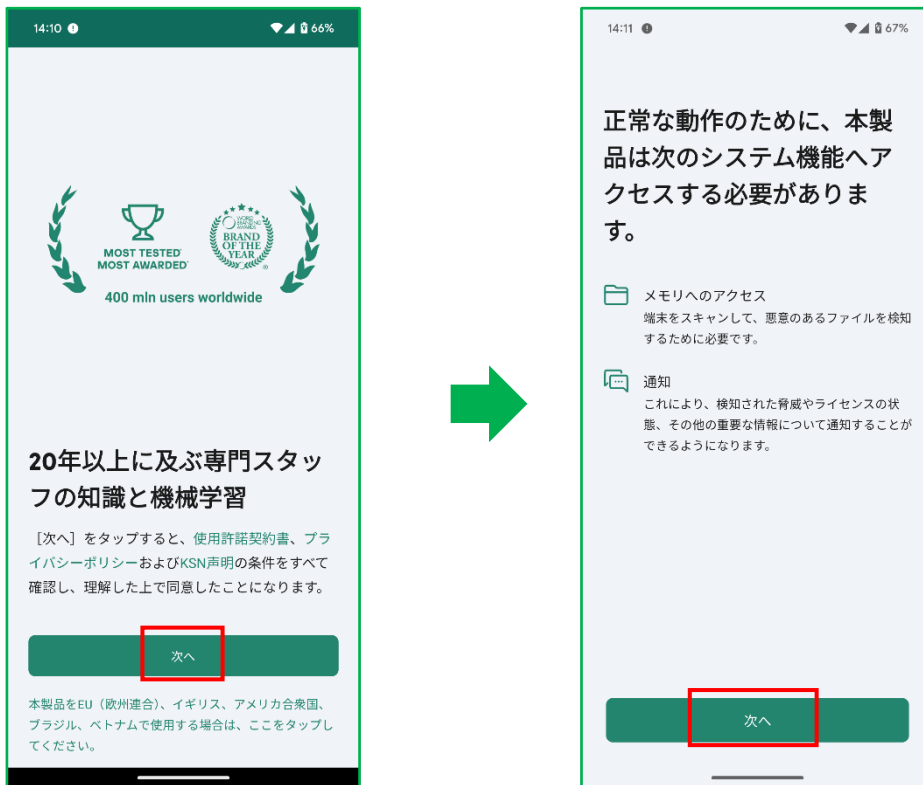 14:10
66%
MOST TESTED
MOST AWARDED
WORLD
BRANDING
AWARDS
BRAND
OF THE
YEAR
400 mln users worldwide
20年以上に及ぶ専門スタッ
フの知識と機械学習
［次へ］をタップすると、使用許諾契約書、プラ
イバシーポリシーおよびKSN声明の条件をすべて
確認し、理解した上で同意したことになります。
次へ
本製品をEU（欧州連合）、イギリス、アメリカ合衆国、
ブラジル、ベトナムで使用する場合は、ここをタップし
てください。
14:11
67%
正常な動作のために、本製
品は次のシステム機能へア
クセスする必要がありま
す。
メモリへのアクセス
端末をスキャンして、悪意のあるファイルを検知
するために必要です。
通知
これにより、検知された脅威やライセンスの状
態、その他の重要な情報について通知することが
できるようになります。
次へ